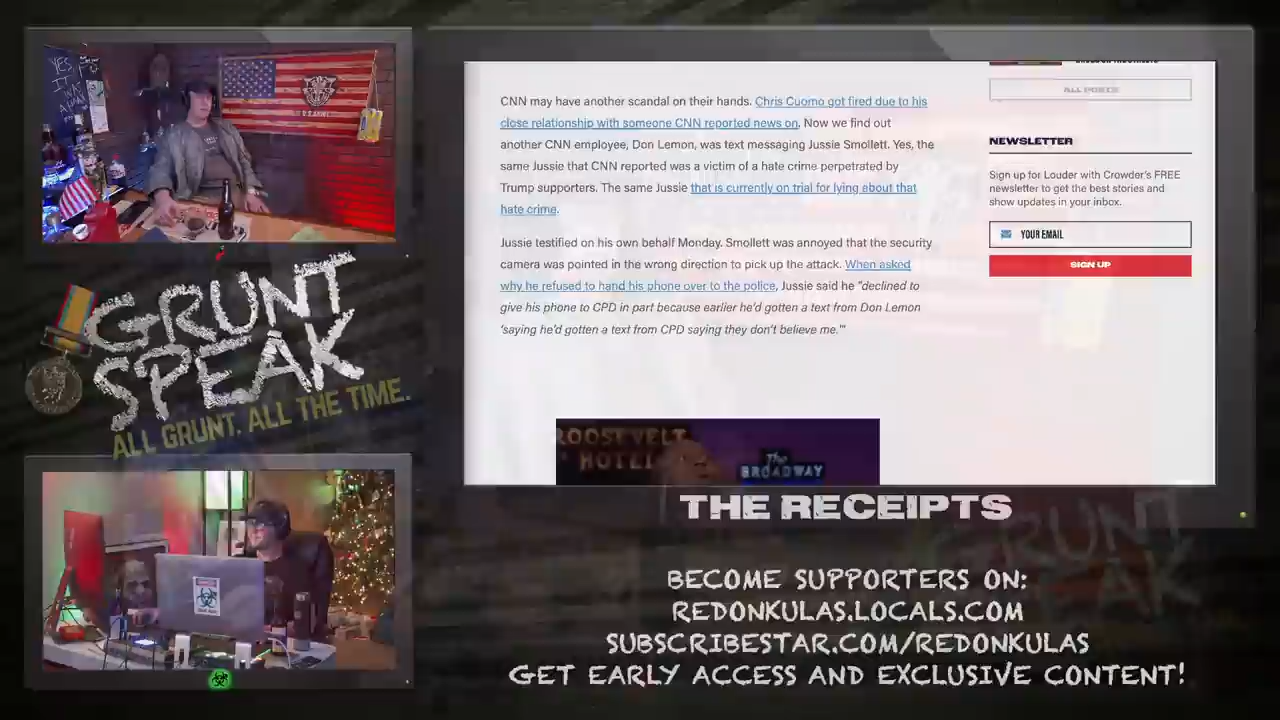 YES
IT WAS
GRUNT
SPEAK
ALL GRUNT. ALL THE TIME.
CNN may have another scandal on their hands. Chris Cuomo got fired due to his
close relationship with someone CNN reported news on. Now we find out
another CNN employee, Don Lemon, was text messaging Jussie Smollett. Yes, the
same Jussie that CNN reported was a victim of a hate crime perpetrated by
Trump supporters. The same Jussie that is currently on trial for lying about that
hate crime.
Jussie testified on his own behalf Monday. Smollett was annoyed that the security
camera was pointed in the wrong direction to pick up the attack. When asked
why he refused to hand his phone over to the police, Jussie said he "declined to
give his phone to CPD in part because earlier he'd gotten a text from Don Lemon
'saying he'd gotten a text from CPD saying they don't believe me.'"
ROOSEVELT
HOTEL
The
BROADWAY
ALL POSTS
NEWSLETTER
Sign up for Louder with Crowder's FREE
newsletter to get the best stories and
show updates in your inbox.
YOUR EMAIL
SIGN UP
THE RECEIPTS
BECOME SUPPORTERS ON:
REDONKULAS.LOCALS.COM
SUBSCRIBESTAR.COM/REDONKULAS
GET EARLY ACCESS AND EXCLUSIVE CONTENT!